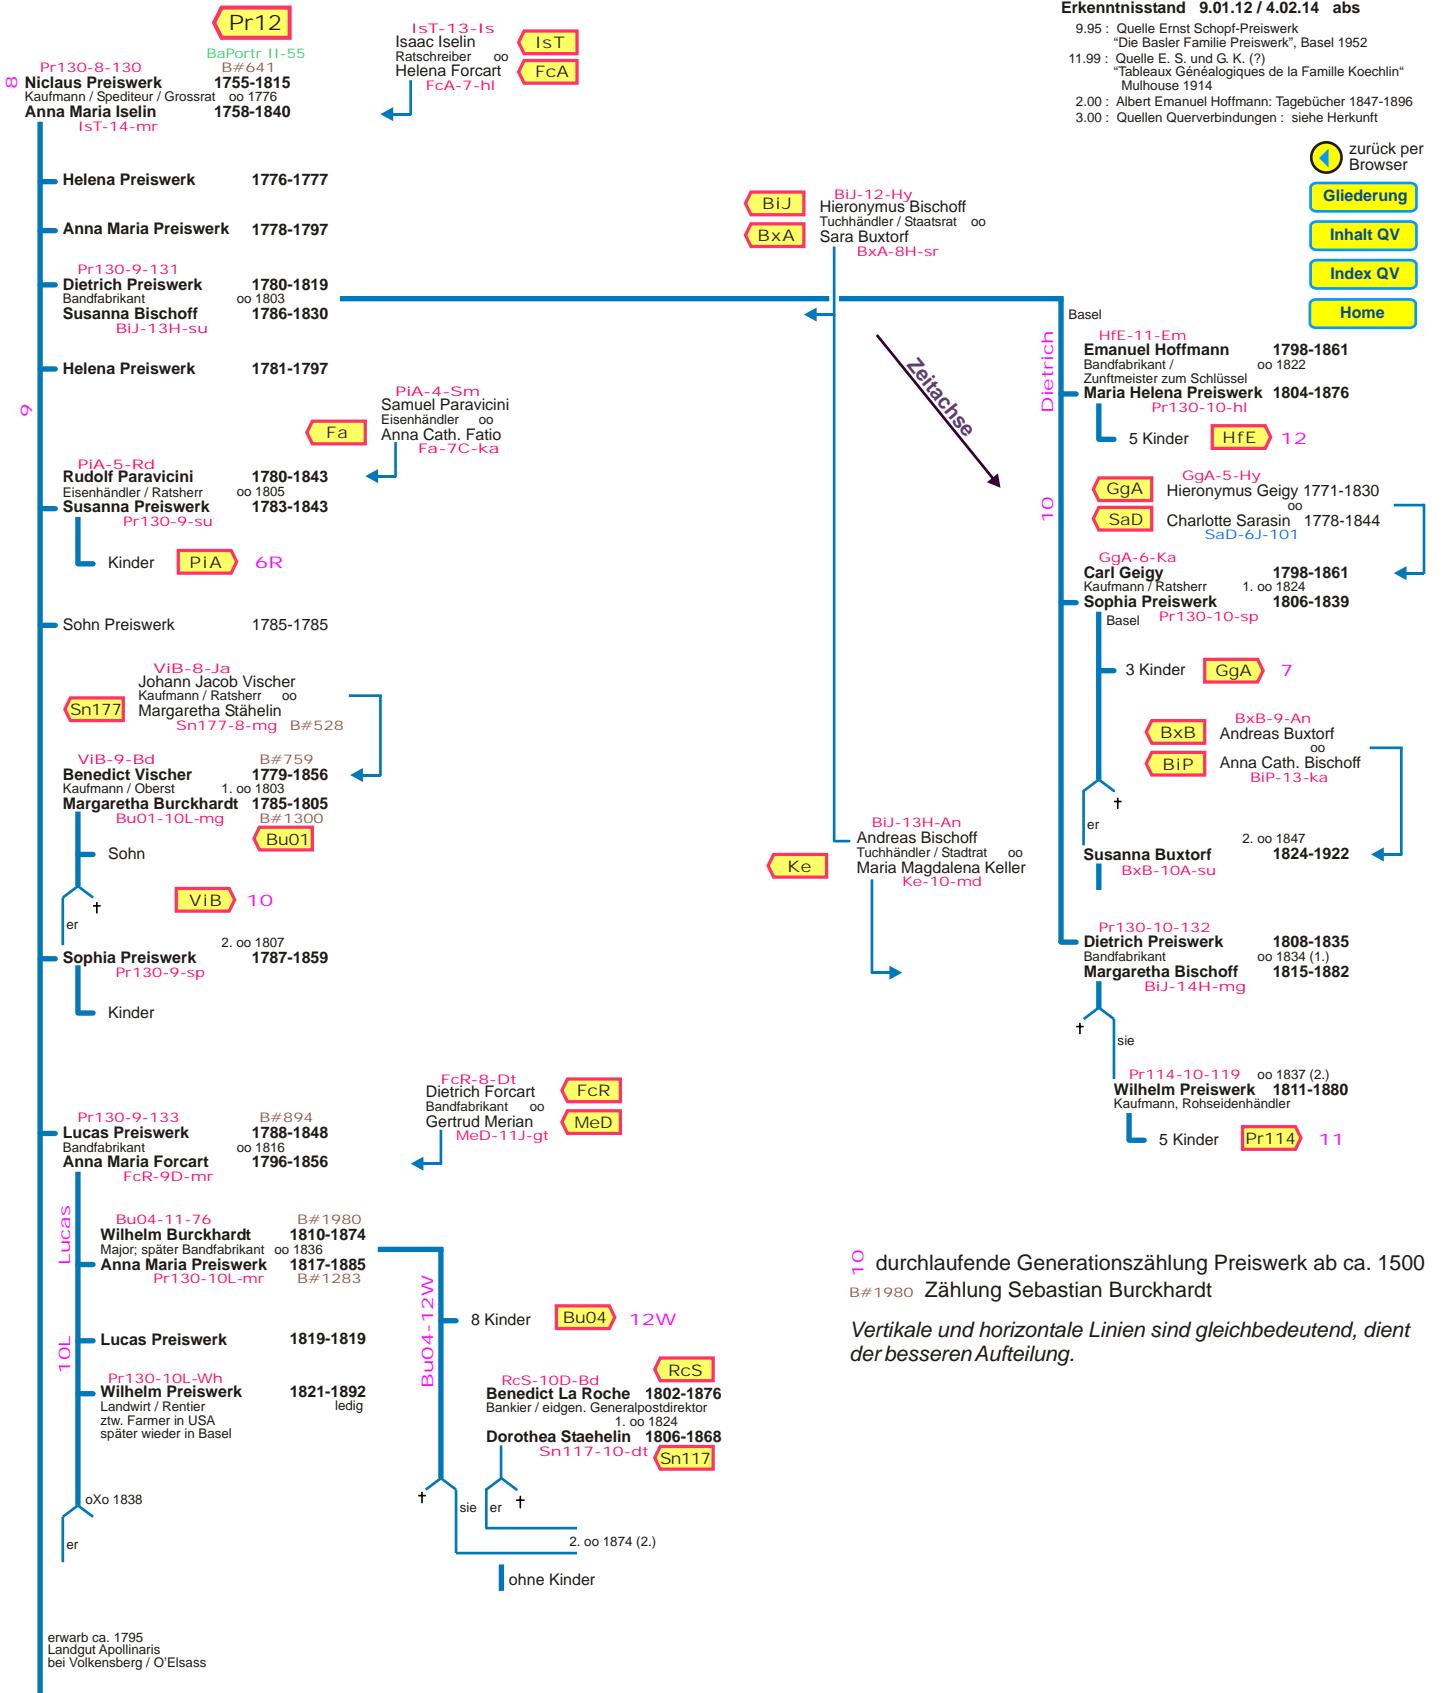 Pr12
BaPortr II-55
Pr130-8-130 B#641
8
Niclaus Preiswerk 1755-1815
Kaufmann / Spediteur / Grossrat oo 1776
Anna Maria Iselin 1758-1840
IsT-14-mr
IsT-13-Is
Isaac Iselin
Ratschreiber oo
Helena Forcart
FcA-7-hl
IsT
FcA
Erkenntnisstand 9.01.12 / 4.02.14 abs
9.95 : Quelle Ernst Schopf-Preiswerk
"Die Basler Familie Preiswerk", Basel 1952
11.99 : Quelle E. S. und G. K. (?)
"Tableaux Généalogiques de la Famille Koechlin"
Mulhouse 1914
2.00 : Albert Emanuel Hoffmann: Tagebücher 1847-1896
3.00 : Quellen Querverbindungen : siehe Herkunft
zurück per
Browser
Gliederung
Inhalt QV
Index QV
Home
Helena Preiswerk 1776-1777
Anna Maria Preiswerk 1778-1797
Pr130-9-131
Dietrich Preiswerk 1780-1819
Bandfabrikant oo 1803
Susanna Bischoff 1786-1830
BiJ-13H-su
Helena Preiswerk 1781-1797
9
PiA-4-Sm
Samuel Paravicini
Eisenhändler oo
Anna Cath. Fatio
Fa-7C-ka
Fa
PiA-5-Rd
Rudolf Paravicini 1780-1843
Eisenhändler / Ratsherr oo 1805
Susanna Preiswerk 1783-1843
Pr130-9-su
Kinder PiA 6R
Sohn Preiswerk 1785-1785
ViB-8-Ja
Johann Jacob Vischer
Kaufmann / Ratsherr oo
Margaretha Stähelin
Sn177-8-mg B#528
Sn177
ViB-9-Bd B#759
Benedict Vischer 1779-1856
Kaufmann / Oberst 1. oo 1803
Margaretha Burckhardt 1785-1805
Bu01-10L-mg B#1300
Bu01
Sohn
ViB 10
†
er
2. oo 1807
Sophia Preiswerk 1787-1859
Pr130-9-sp
Kinder
BiJ
BxA
BiJ-12-Hy
Hieronymus Bischoff
Tuchhändler / Staatsrat oo
Sara Buxtorf
BxA-8H-sr
Zeitachse
Basel
Dietrich
10
HfE-11-Em
Emanuel Hoffmann 1798-1861
Bandfabrikant / oo 1822
Zunftmeister zum Schlüssel
Maria Helena Preiswerk 1804-1876
Pr130-10-hl
5 Kinder HfE 12
GgA
SaD
GgA-5-Hy
Hieronymus Geigy 1771-1830
oo
Charlotte Sarasin 1778-1844
SaD-6J-101
GgA-6-Ka
Carl Geigy 1798-1861
Kaufmann / Ratsherr 1. oo 1824
Sophia Preiswerk 1806-1839
Basel Pr130-10-sp
3 Kinder GgA 7
BxB
BiP
BxB-9-An
Andreas Buxtorf
oo
Anna Cath. Bischoff
BiP-13-ka
†
er
2. oo 1847
Susanna Buxtorf 1824-1922
BxB-10A-su
BiJ-13H-An
Andreas Bischoff
Tuchhändler / Stadtrat oo
Maria Magdalena Keller
Ke-10-md
Ke
Pr130-10-132
Dietrich Preiswerk 1808-1835
Bandfabrikant oo 1834 (1.)
Margaretha Bischoff 1815-1882
BiJ-14H-mg
†
sie
Pr114-10-119 oo 1837 (2.)
Wilhelm Preiswerk 1811-1880
Kaufmann, Rohseidenhändler
5 Kinder Pr114 11
FcR-8-Dt
Dietrich Forcart
Bandfabrikant oo
Gertrud Merian
MeD-11J-gt
FcR
MeD
Pr130-9-133 B#894
Lucas Preiswerk 1788-1848
Bandfabrikant oo 1816
Anna Maria Forcart 1796-1856
FcR-9D-mr
Lucas
10L
Bu04-11-76 B#1980
Wilhelm Burckhardt 1810-1874
Major; später Bandfabrikant oo 1836
Anna Maria Preiswerk 1817-1885
Pr130-10L-mr B#1283
Lucas Preiswerk 1819-1819
Pr130-10L-Wh
Wilhelm Preiswerk 1821-1892
Landwirt / Rentier ledig
ztw. Farmer in USA
später wieder in Basel
oXo 1838
er
Bu04-12W
8 Kinder Bu04 12W
RcS
RcS-10D-Bd
Benedict La Roche 1802-1876
Bankier / eidgen. Generalpostdirektor
1. oo 1824
Dorothea Staehelin 1806-1868
Sn117-10-dt Sn117
†
sie
er
†
2. oo 1874 (2.)
ohne Kinder
10 durchlaufende Generationszählung Preiswerk ab ca. 1500
B#1980 Zählung Sebastian Burckhardt
Vertikale und horizontale Linien sind gleichbedeutend, dient
der besseren Aufteilung.
erwarb ca. 1795
Landgut Apollinaris
bei Volkensberg / O'Elsass